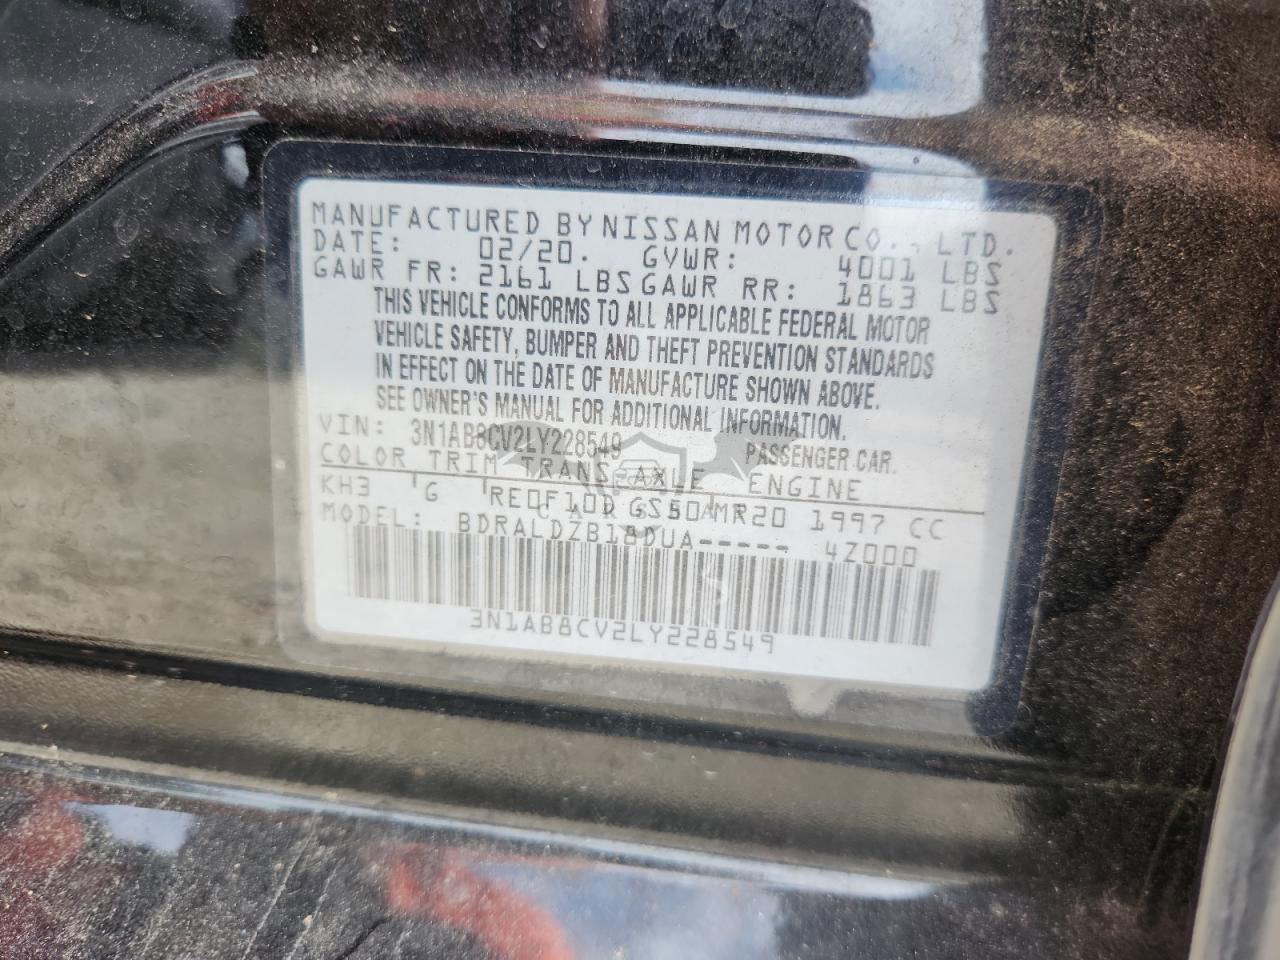 MANUFACTURED BY NISSAN MOTOR CO., LTD.
DATE: 02/20. GVWR: 4001 LBS
GAWR FR: 2161 LBS GAWR RR: 1863 LBS
THIS VEHICLE CONFORMS TO ALL APPLICABLE FEDERAL MOTOR
VEHICLE SAFETY, BUMPER AND THEFT PREVENTION STANDARDS
IN EFFECT ON THE DATE OF MANUFACTURE SHOWN ABOVE.
SEE OWNER'S MANUAL FOR ADDITIONAL INFORMATION.
VIN: 3N1AB8CV2LY228549 PASSENGER CAR.
COLOR TRIM TRANS AXLE ENGINE
KH3 G RE0F10D GS50 MR20 1997 CC
MODEL: BDRALDZB18DUA----- 4Z000
3N1AB8CV2LY228549